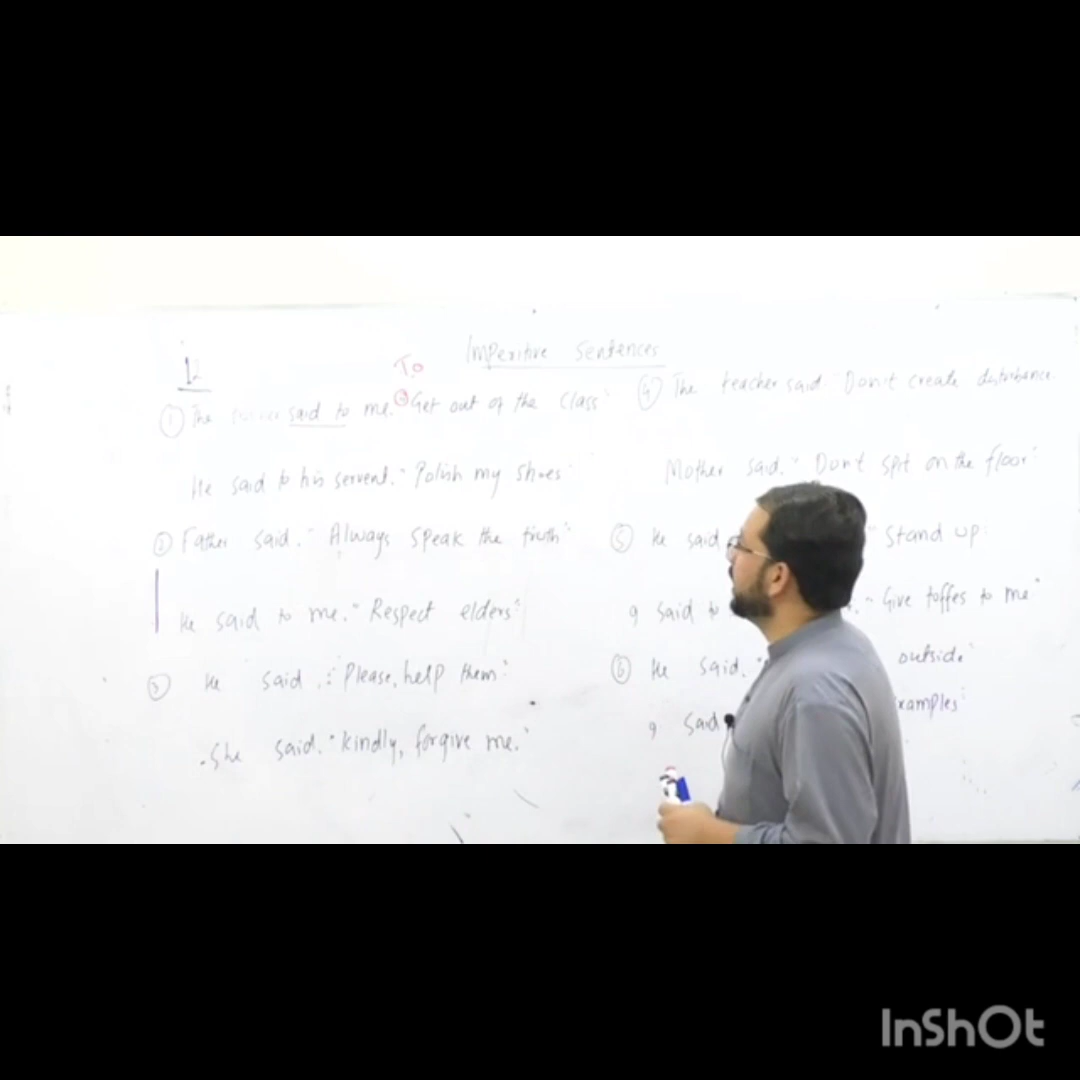 12
Imperitive Sentences
To
① The said to me. Get out of the class"
He said to his servent. "Polish my shoes"
② Father said. "Always speak the truth"
He said to me. "Respect elders"
③ He said. "Please, help them"
She said. "kindly, forgive me."
④ The teacher said. "Don't create disturbance
Mother said. "Don't spit on the floor"
⑤ He said "Stand up"
I said to "Give toffes to me"
⑥ He said. " outside"
I said xamples"
InShOt